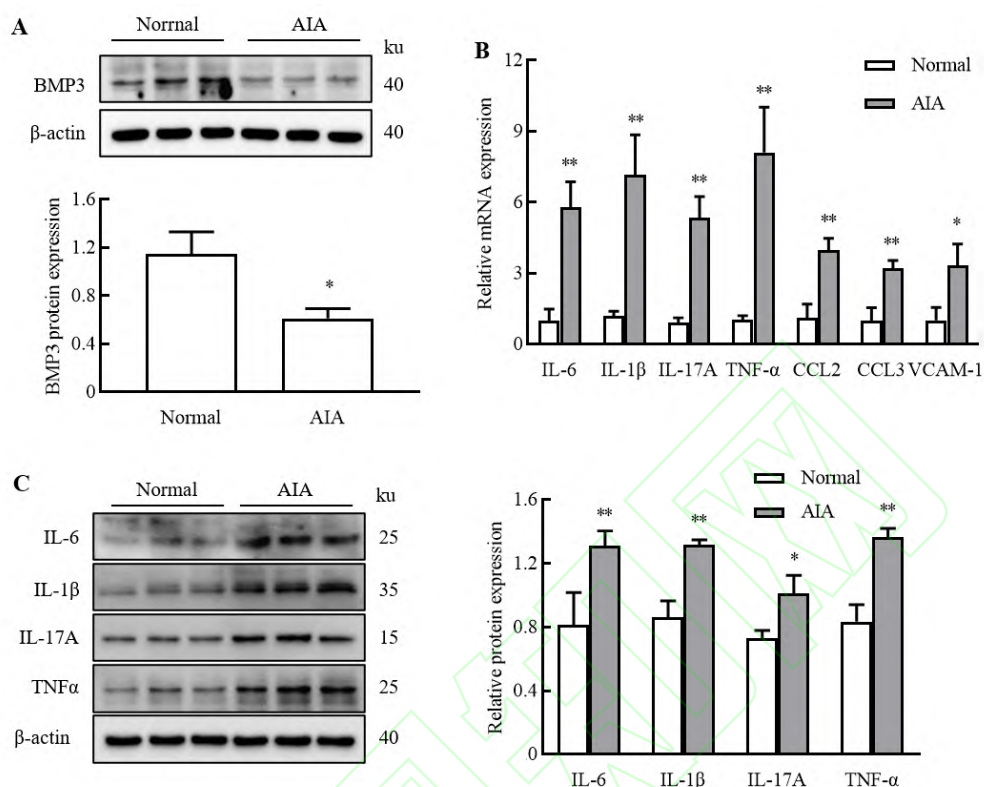 A
Norrnal AIA
ku
BMP3 40
β-actin 40
BMP3 protein expression
1.6
1.2
0.8
0.4
0
*
Normal AIA
B
Relative mRNA expression
12
9
6
3
0
Normal
AIA
** ** ** ** ** ** *
IL-6 IL-1β IL-17A TNF-α CCL2 CCL3 VCAM-1
C
Normal AIA
ku
IL-6 25
IL-1β 35
IL-17A 15
TNFα 25
β-actin 40
Relative protein expression
1.6
1.2
0.8
0.4
0
Normal
AIA
** ** * **
IL-6 IL-1β IL-17A TNF-α